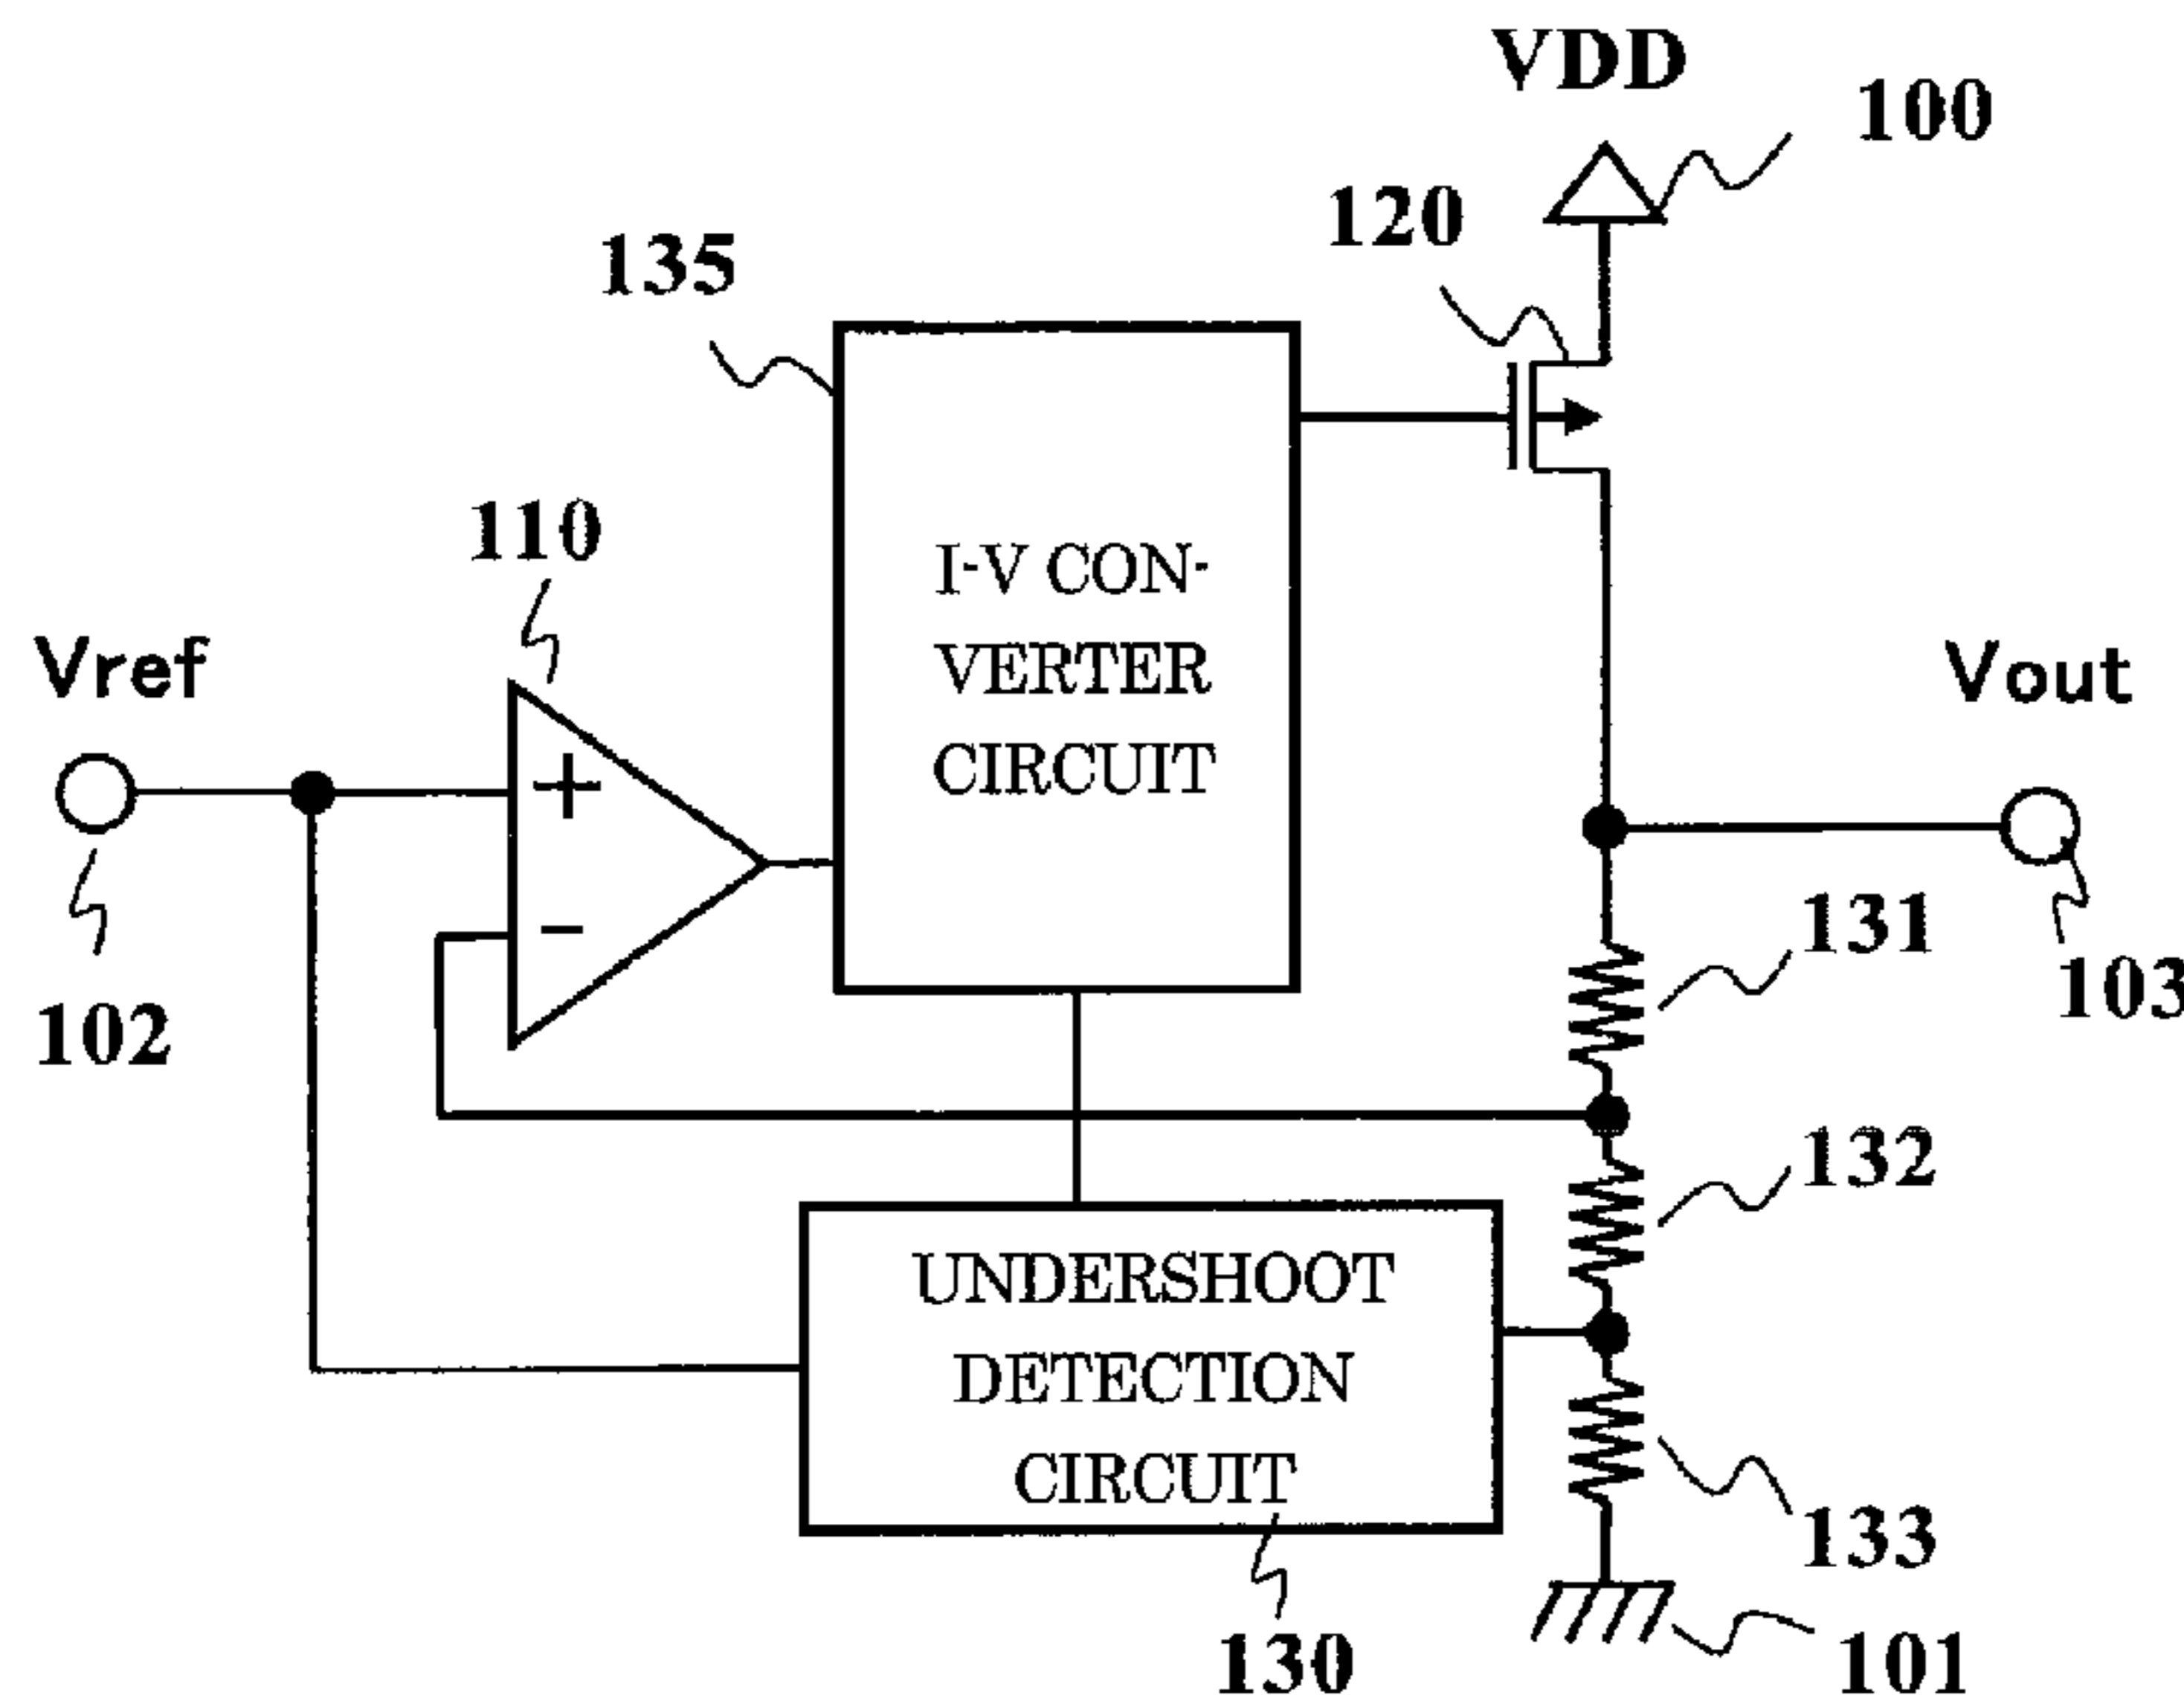 VDD
100
120
135
110
I-V CON-
VERTER
CIRCUIT
Vref
Vout
+
−
102
131
103
132
UNDERSHOOT
DETECTION
CIRCUIT
133
130
101